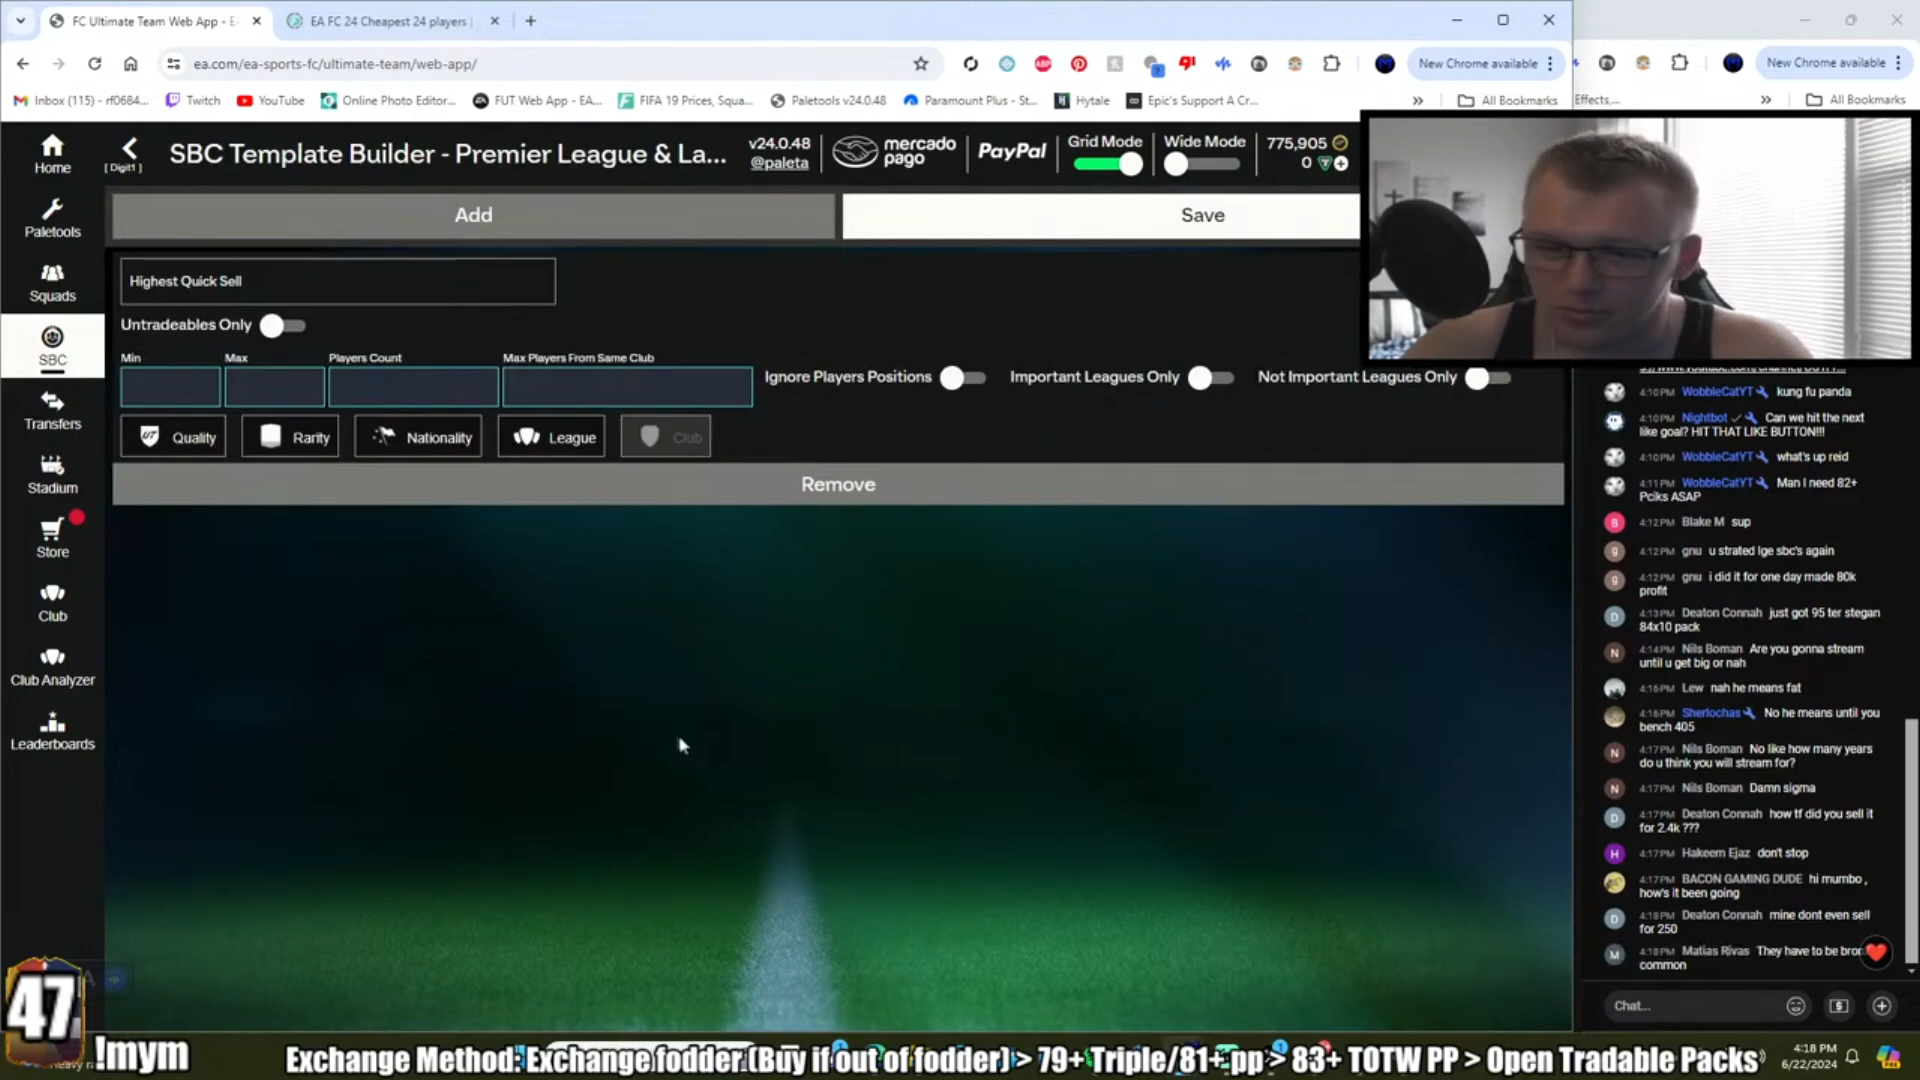 FC Ultimate Team Web App - E
EA FC 24 Cheapest 24 players |
ea.com/ea-sports-fc/ultimate-team/web-app/
New Chrome available
New Chrome available
Inbox (115) - rf0684...
Twitch
YouTube
Online Photo Editor...
FUT Web App - EA...
FIFA 19 Prices, Squa...
Paletools v24.0.48
Paramount Plus - St...
Hytale
Epic's Support A Cr...
»
All Bookmarks
Effects,...
»
All Bookmarks
Home
[ Digit1 ]
SBC Template Builder - Premier League & La...
v24.0.48
@paleta
mercado
pago
PayPal
Grid Mode
Wide Mode
775,905
0
Paletools
Squads
SBC
Transfers
Stadium
Store
Club
Club Analyzer
Leaderboards
Add
Save
Highest Quick Sell
Untradeables Only
Min
Max
Players Count
Max Players From Same Club
Ignore Players Positions
Important Leagues Only
Not Important Leagues Only
Quality
Rarity
Nationality
League
Club
Remove
4:10PM WobbleCatYT kung fu panda
4:10PM Nightbot Can we hit the next
like goal? HIT THAT LIKE BUTTON!!!
4:10PM WobbleCatYT what's up reid
4:11PM WobbleCatYT Man I need 82+
Pciks ASAP
4:12PM Blake M sup
4:12PM gnu u strated lge sbc's again
4:12PM gnu i did it for one day made 80k
profit
4:13PM Deaton Connah just got 95 ter stegan
84x10 pack
4:14PM Nils Boman Are you gonna stream
until u get big or nah
4:16PM Lew nah he means fat
4:16PM Sherlochas No he means until you
bench 405
4:17PM Nils Boman No like how many years
do u think you will stream for?
4:17PM Nils Boman Damn sigma
4:17PM Deaton Connah how tf did you sell it
for 2.4k ???
4:17PM Hakeem Ejaz don't stop
4:17PM BACON GAMING DUDE hi mumbo ,
how's it been going
4:18PM Deaton Connah mine dont even sell
for 250
4:18PM Matias Rivas They have to be bron
common
Chat...
47
!mym
Exchange Method: Exchange fodder (Buy if out of fodder) > 79+ Triple/81+ pp > 83+ TOTW PP > Open Tradable Packs
4:18 PM
6/22/2024